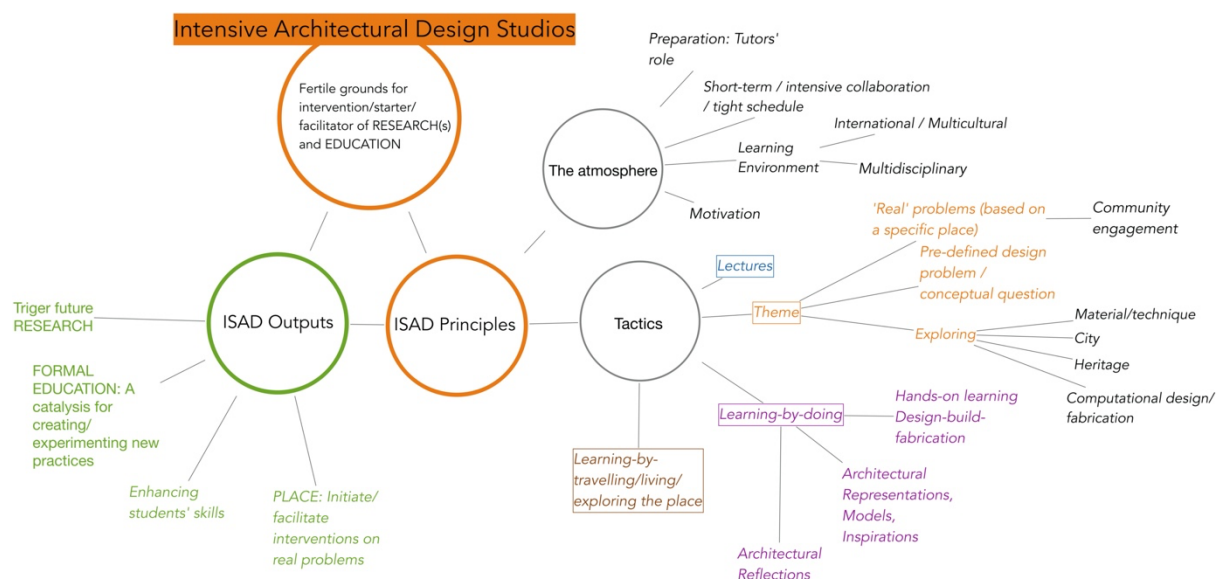 Intensive Architectural Design Studios
Fertile grounds for
intervention/starter/
facilitator of RESEARCH(s)
and EDUCATION
ISAD Outputs
Triger future
RESEARCH
FORMAL
EDUCATION: A
catalysis for
creating/
experimenting new
practices
Enhancing
students' skills
PLACE: Initiate/
facilitate
interventions on
real problems
ISAD Principles
The atmosphere
Preparation: Tutors'
role
Short-term / intensive collaboration
/ tight schedule
Learning
Environment
International / Multicultural
Multidisciplinary
Motivation
Tactics
Lectures
Theme
'Real' problems (based on
a specific place)
Community
engagement
Pre-defined design
problem /
conceptual question
Exploring
Material/technique
City
Heritage
Computational design/
fabrication
Learning-by-doing
Hands-on learning
Design-build-
fabrication
Architectural
Representations,
Models,
Inspirations
Architectural
Reflections
Learning-by-
travelling/living/
exploring the place